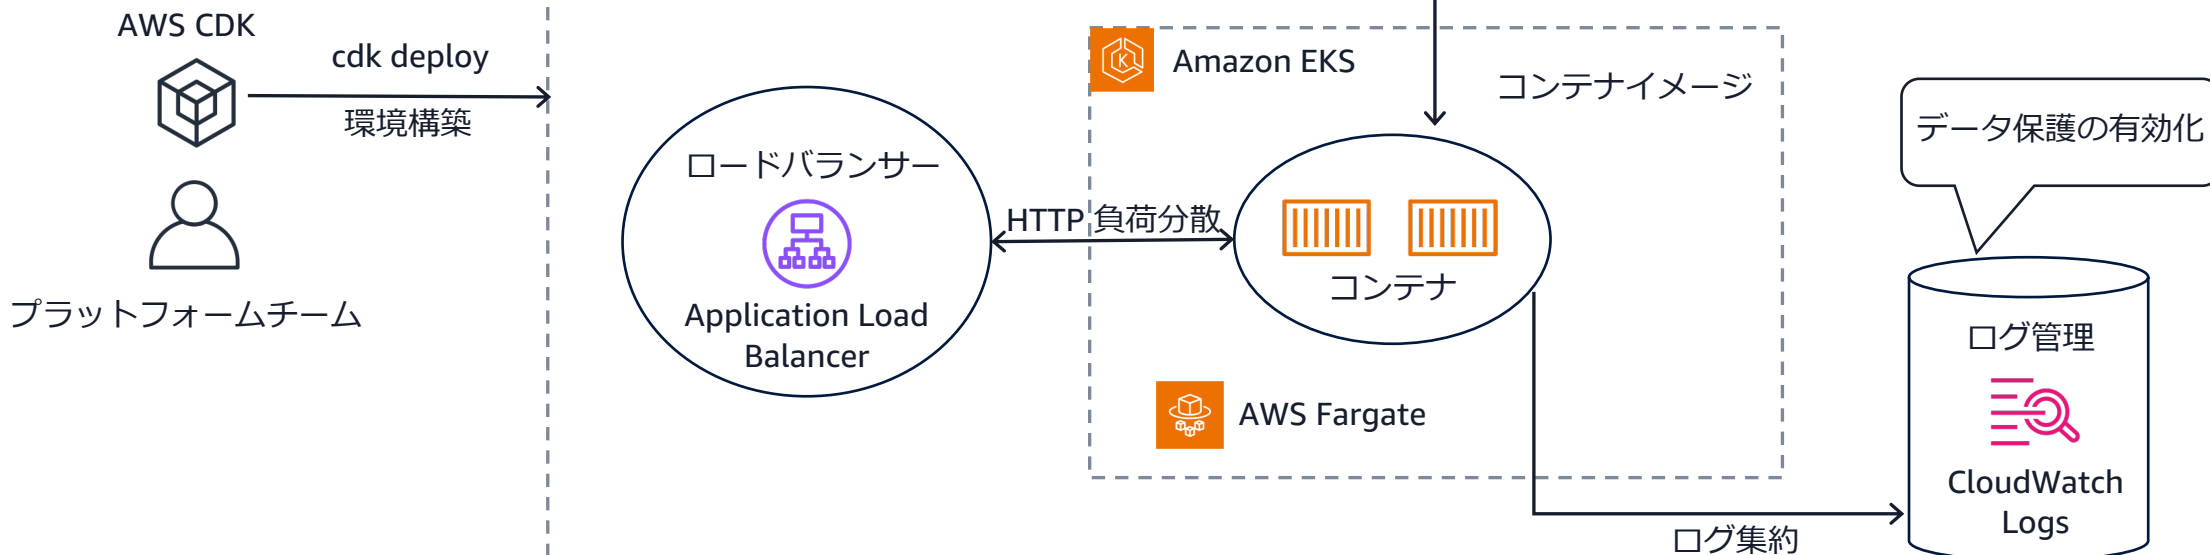 AWS CDK
cdk deploy
環境構築
プラットフォームチーム
ロードバランサー
Application Load
Balancer
HTTP 負荷分散
Amazon EKS
コンテナイメージ
コンテナ
AWS Fargate
データ保護の有効化
ログ管理
CloudWatch
Logs
ログ集約